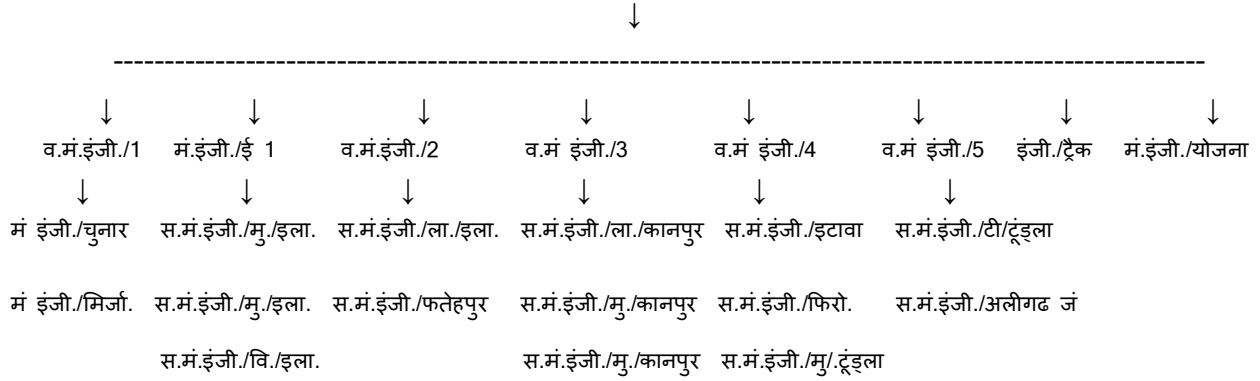 ↓
---------------------------------------------------------------------------------------------------------------
↓ ↓ ↓ ↓ ↓ ↓ ↓ ↓
व.मं.इंजी./1 मं.इंजी./ई 1 व.मं.इंजी./2 व.मं इंजी./3 व.मं इंजी./4 व.मं इंजी./5 इंजी./ट्रैक मं.इंजी./योजना
↓ ↓ ↓ ↓ ↓ ↓
मं इंजी./चुनार स.मं.इंजी./मु./इला. स.मं.इंजी./ला./इला. स.मं.इंजी./ला./कानपुर स.मं.इंजी./इटावा स.मं.इंजी./टी/टूंड्ला
मं इंजी./मिर्जा. स.मं.इंजी./मु./इला. स.मं.इंजी./फतेहपुर स.मं.इंजी./मु./कानपुर स.मं.इंजी./फिरो. स.मं.इंजी./अलीगढ जं
स.मं.इंजी./वि./इला. स.मं.इंजी./मु./कानपुर स.मं.इंजी./मु/.टूंड्ला